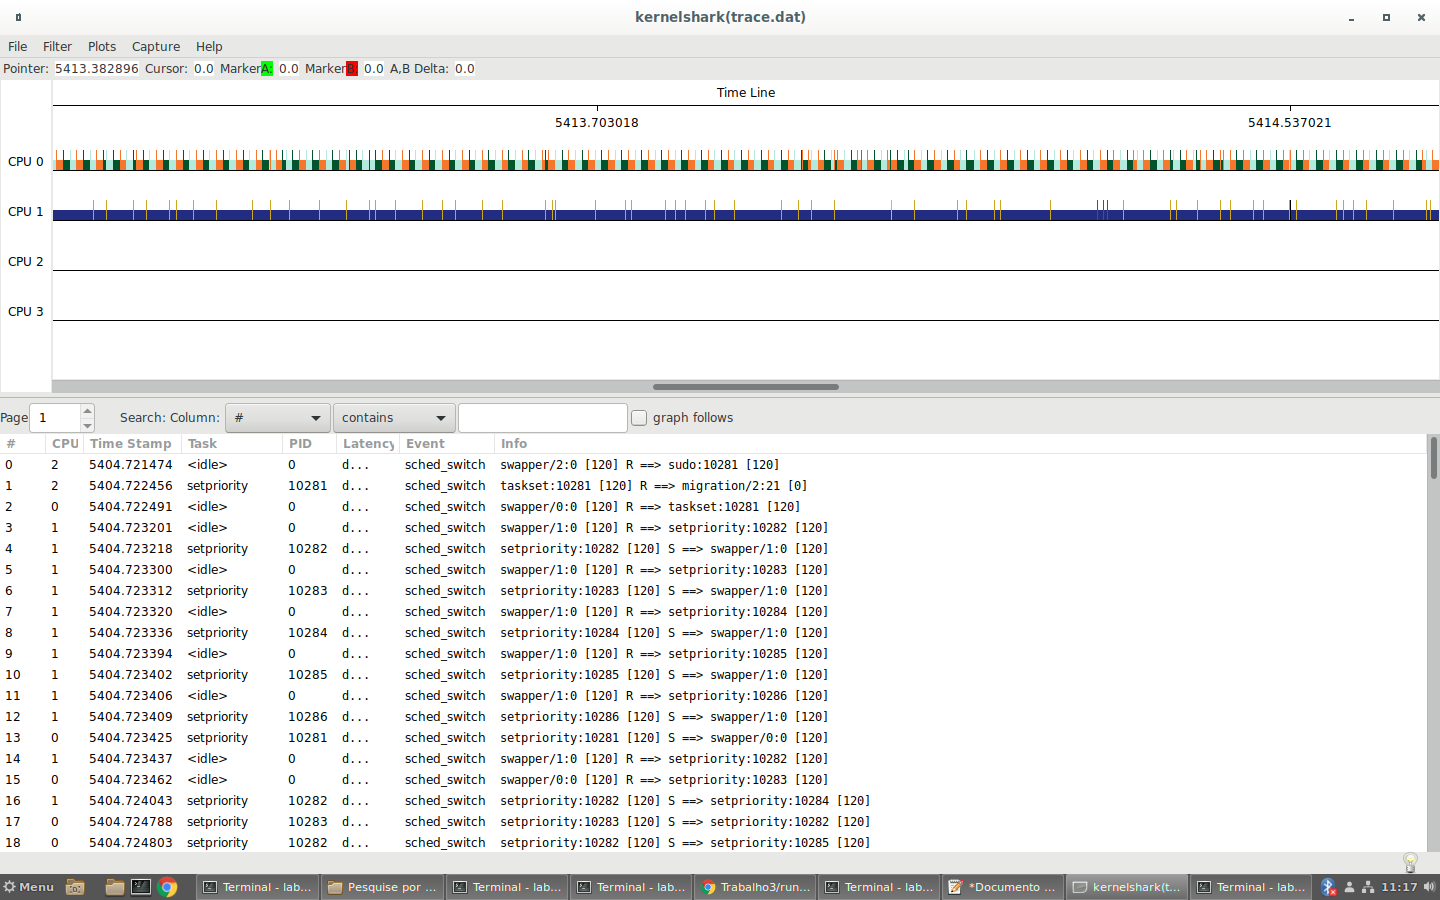 kernelshark(trace.dat)
File Filter Plots Capture Help
Pointer: 5413.382896 Cursor: 0.0 MarkerA: 0.0 MarkerB: 0.0 A,B Delta: 0.0
Time Line
5413.703018 5414.537021
CPU 0
CPU 1
CPU 2
CPU 3
Page 1 Search: Column: # contains graph follows
# CPU Time Stamp Task PID Latency Event Info
0 2 5404.721474 <idle> 0 d... sched_switch swapper/2:0 [120] R ==> sudo:10281 [120]
1 2 5404.722456 setpriority 10281 d... sched_switch taskset:10281 [120] R ==> migration/2:21 [0]
2 0 5404.722491 <idle> 0 d... sched_switch swapper/0:0 [120] R ==> taskset:10281 [120]
3 1 5404.723201 <idle> 0 d... sched_switch swapper/1:0 [120] R ==> setpriority:10282 [120]
4 1 5404.723218 setpriority 10282 d... sched_switch setpriority:10282 [120] S ==> swapper/1:0 [120]
5 1 5404.723300 <idle> 0 d... sched_switch swapper/1:0 [120] R ==> setpriority:10283 [120]
6 1 5404.723312 setpriority 10283 d... sched_switch setpriority:10283 [120] S ==> swapper/1:0 [120]
7 1 5404.723320 <idle> 0 d... sched_switch swapper/1:0 [120] R ==> setpriority:10284 [120]
8 1 5404.723336 setpriority 10284 d... sched_switch setpriority:10284 [120] S ==> swapper/1:0 [120]
9 1 5404.723394 <idle> 0 d... sched_switch swapper/1:0 [120] R ==> setpriority:10285 [120]
10 1 5404.723402 setpriority 10285 d... sched_switch setpriority:10285 [120] S ==> swapper/1:0 [120]
11 1 5404.723406 <idle> 0 d... sched_switch swapper/1:0 [120] R ==> setpriority:10286 [120]
12 1 5404.723409 setpriority 10286 d... sched_switch setpriority:10286 [120] S ==> swapper/1:0 [120]
13 0 5404.723425 setpriority 10281 d... sched_switch setpriority:10281 [120] S ==> swapper/0:0 [120]
14 1 5404.723437 <idle> 0 d... sched_switch swapper/1:0 [120] R ==> setpriority:10282 [120]
15 0 5404.723462 <idle> 0 d... sched_switch swapper/0:0 [120] R ==> setpriority:10283 [120]
16 1 5404.724043 setpriority 10282 d... sched_switch setpriority:10282 [120] S ==> setpriority:10284 [120]
17 0 5404.724788 setpriority 10283 d... sched_switch setpriority:10283 [120] S ==> setpriority:10282 [120]
18 0 5404.724803 setpriority 10282 d... sched_switch setpriority:10282 [120] S ==> setpriority:10285 [120]
Menu Terminal - lab... Pesquise por ... Terminal - lab... Terminal - lab... Trabalho3/run... Terminal - lab... *Documento ... kernelshark(t... Terminal - lab... 11:17